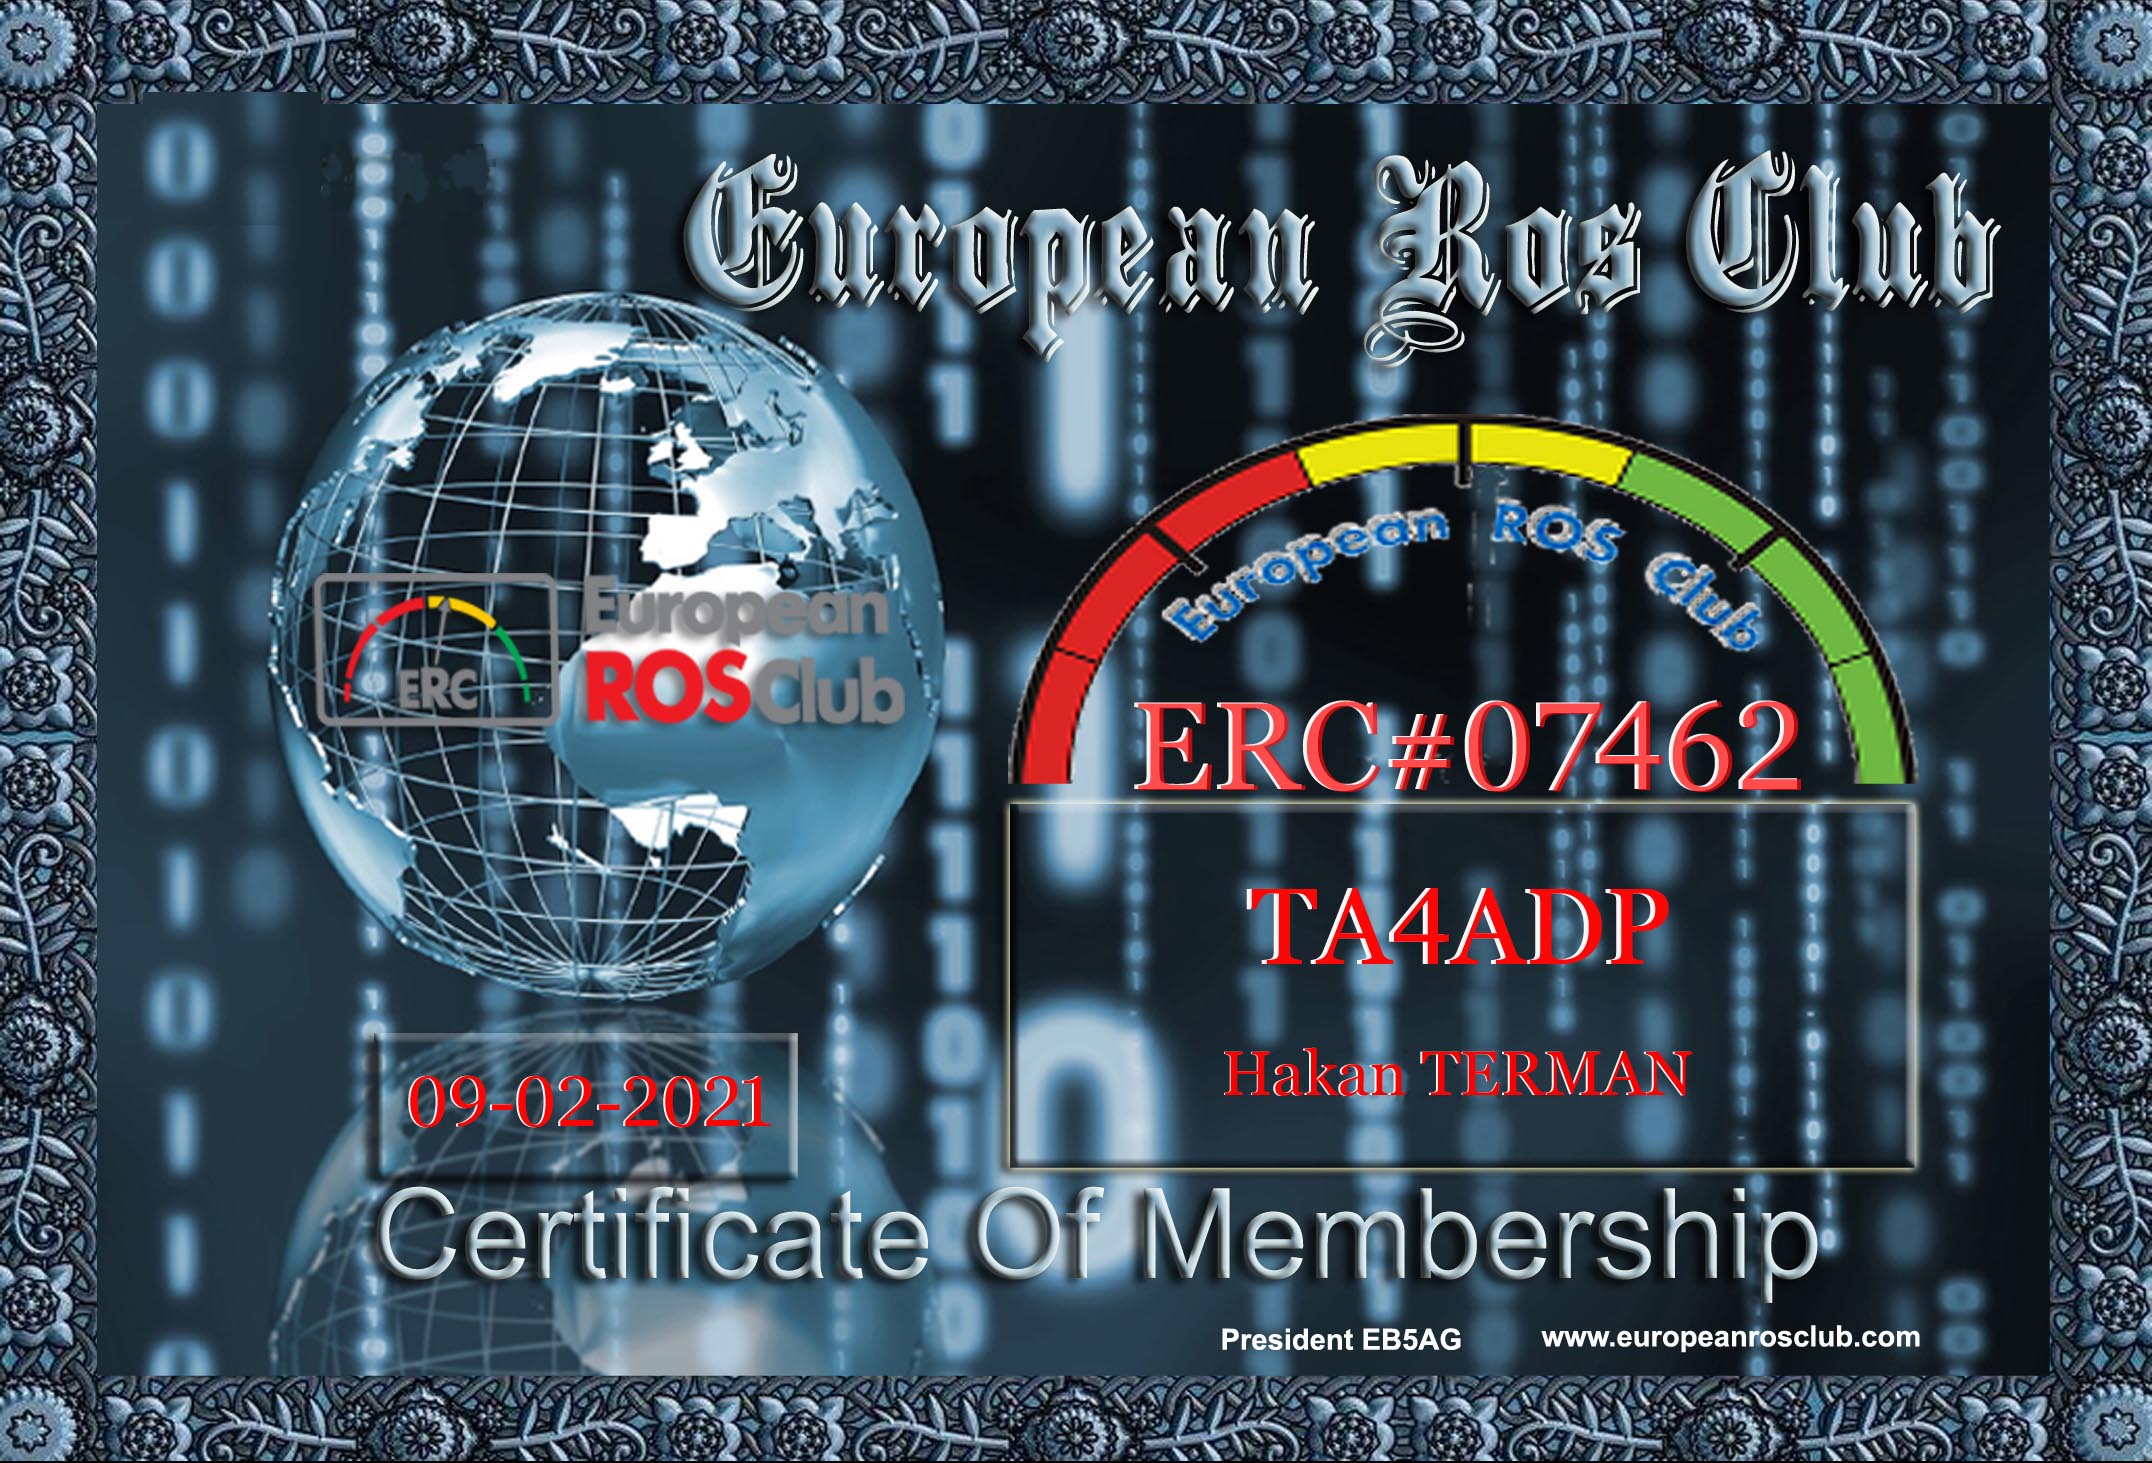 European Ros Club
European ROS Club
European
ROS Club
ERC
ERC#07462
TA4ADP
Hakan TERMAN
09-02-2021
Certificate Of Membership
President EB5AG
www.europeanrosclub.com